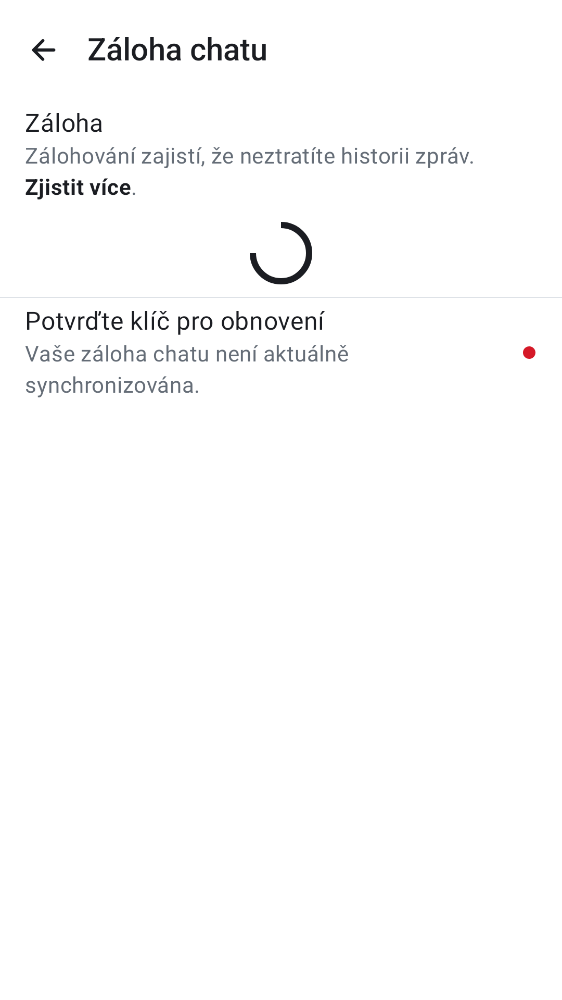 Záloha chatu
Záloha
Zálohování zajistí, že neztratíte historii zpráv.
Zjistit více.
Potvrďte klíč pro obnovení
Vaše záloha chatu není aktuálně
synchronizována.